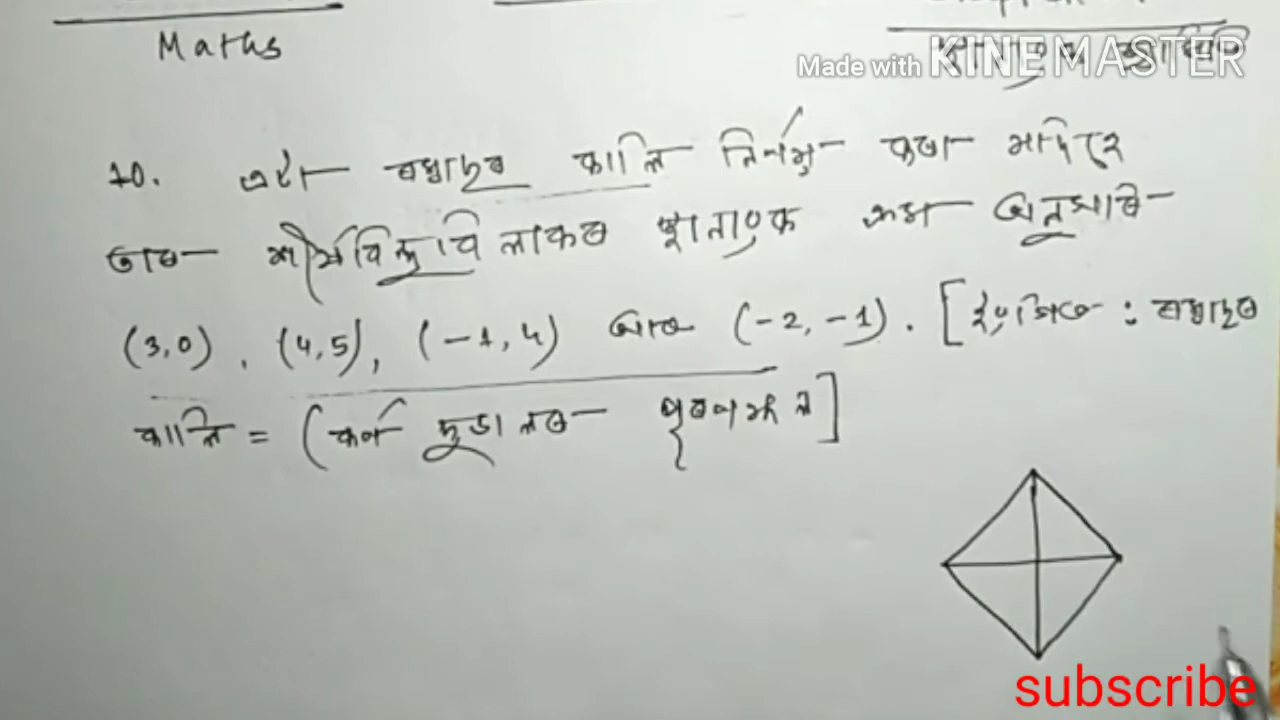 Maths
Made with KINEMASTER
10. এটা ৰম্বাছৰ কালি নিৰ্ণয় কৰা যদিহে
তাৰ শীৰ্ষবিন্দুবিলাকৰ স্থানাংক ক্ৰমে অনুসাৰে
(3,0), (4,5), (-1,4) আৰু (-2,-1). [ইংগিত : ৰম্বাছৰ
কালি = (কৰ্ণ দুডালৰ পূৰণফল]
subscribe